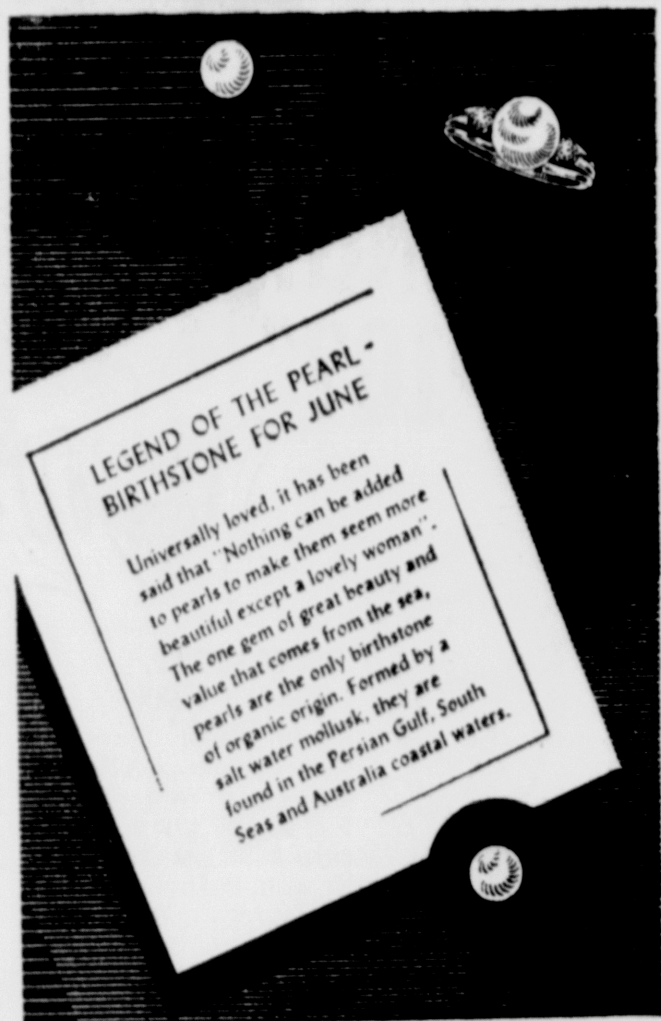 LEGEND OF THE PEARL -
BIRTHSTONE FOR JUNE
Universally loved, it has been
said that "Nothing can be added
to pearls to make them seem more
beautiful except a lovely woman".
The one gem of great beauty and
value that comes from the sea,
pearls are the only birthstone
of organic origin. Formed by a
salt water mollusk, they are
found in the Persian Gulf, South
Seas and Australia coastal waters.